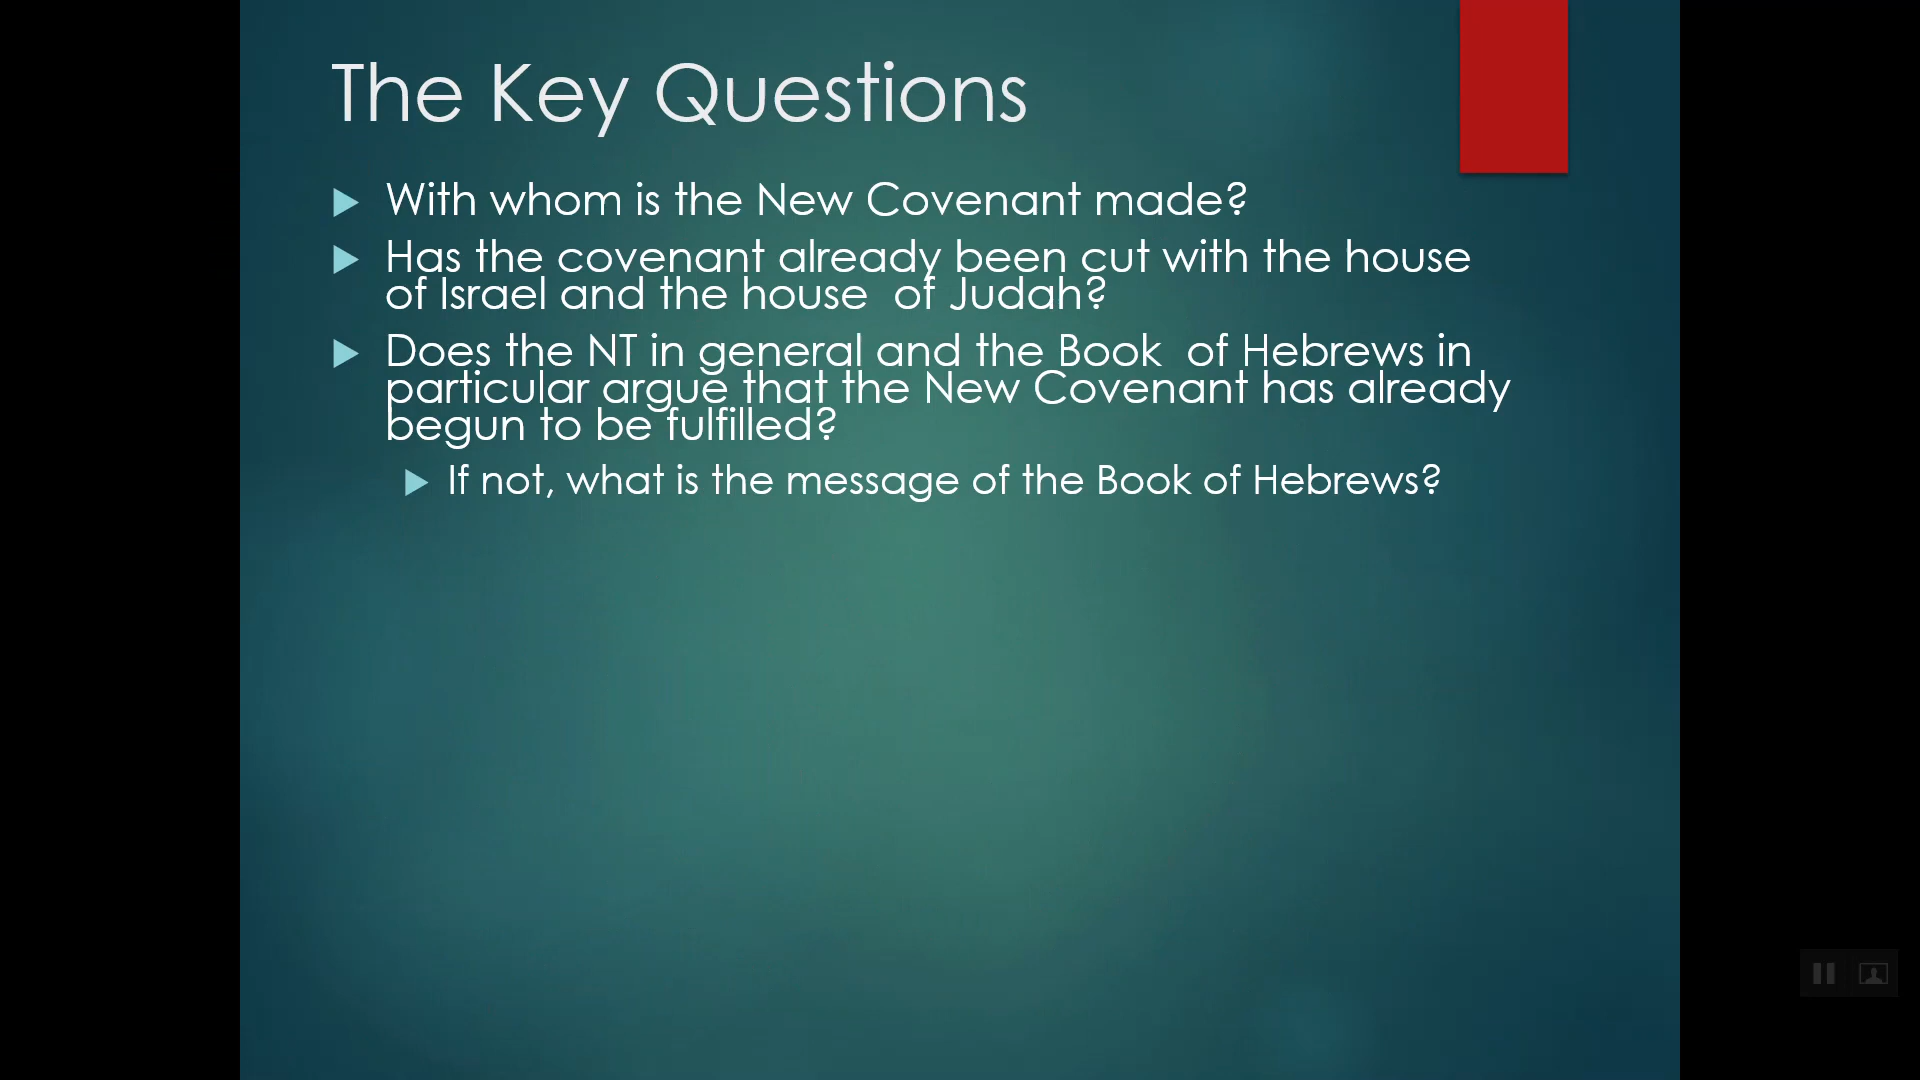 The Key Questions
With whom is the New Covenant made?
Has the covenant already been cut with the house
of Israel and the house  of Judah?
Does the NT in general and the Book  of Hebrews in
particular argue that the New Covenant has already
begun to be fulfilled?
If not, what is the message of the Book of Hebrews?